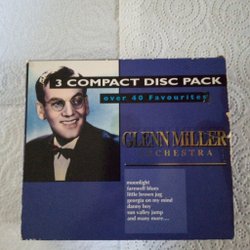 3 COMPACT DISC PACK
over 40 Favourites
GLENN MILLER
ORCHESTRA
moonlight
farewell blues
little brown jug
georgia on my mind
danny boy
sun valley jump
and many more...